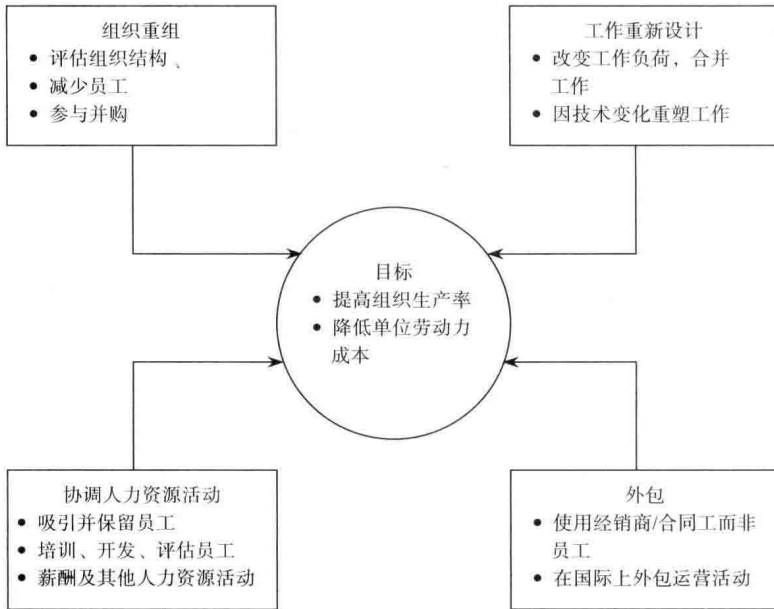 组织重组
• 评估组织结构、
• 减少员工
• 参与并购
工作重新设计
• 改变工作负荷，合并
工作
• 因技术变化重塑工作
目标
• 提高组织生产率
• 降低单位劳动力
成本
协调人力资源活动
• 吸引并保留员工
• 培训、开发、评估员工
• 薪酬及其他人力资源活动
外包
• 使用经销商/合同工而非
员工
• 在国际上外包运营活动